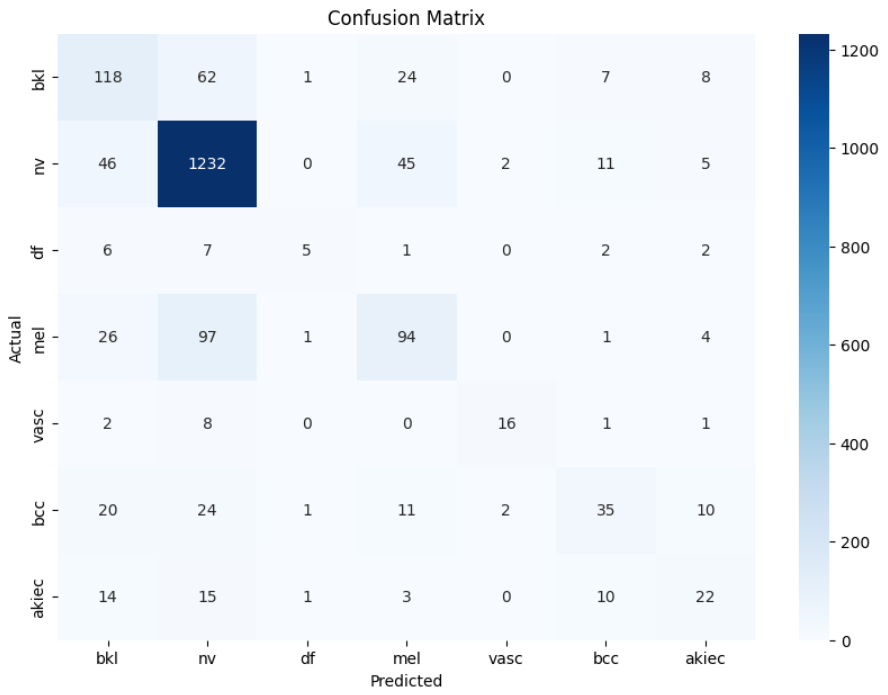 Confusion Matrix
bkl 118 62 1 24 0 7 8
nv 46 1232 0 45 2 11 5
df 6 7 5 1 0 2 2
mel 26 97 1 94 0 1 4
vasc 2 8 0 0 16 1 1
bcc 20 24 1 11 2 35 10
akiec 14 15 1 3 0 10 22
Actual
bkl nv df mel vasc bcc akiec
Predicted
1200
1000
800
600
400
200
0